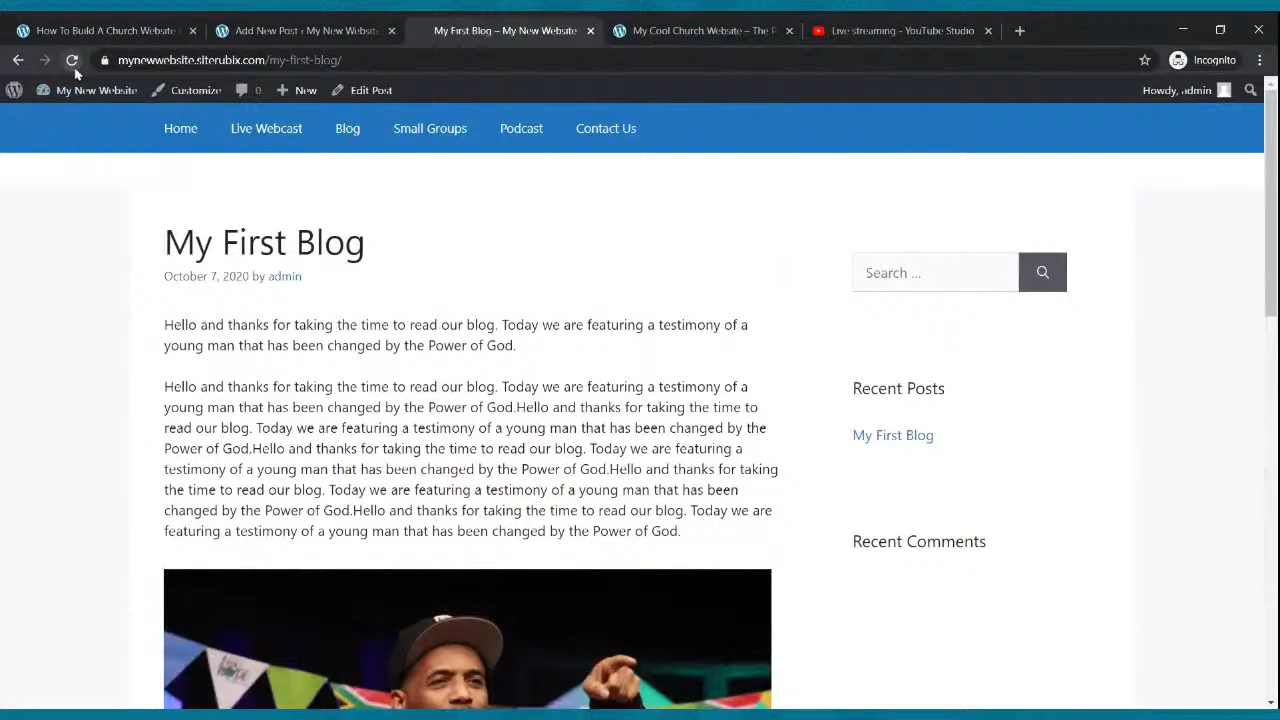 How To Build A Church Website
Add New Post ‹ My New Website
My First Blog – My New Website
My Cool Church Website – The P
Live streaming - YouTube Studio
mynewwebsite.siterubix.com/my-first-blog/
Incognito
My New Website
Customize
0
New
Edit Post
Howdy, admin
Home
Live Webcast
Blog
Small Groups
Podcast
Contact Us
My First Blog
October 7, 2020 by admin
Hello and thanks for taking the time to read our blog. Today we are featuring a testimony of a
young man that has been changed by the Power of God.
Hello and thanks for taking the time to read our blog. Today we are featuring a testimony of a
young man that has been changed by the Power of God.Hello and thanks for taking the time to
read our blog. Today we are featuring a testimony of a young man that has been changed by the
Power of God.Hello and thanks for taking the time to read our blog. Today we are featuring a
testimony of a young man that has been changed by the Power of God.Hello and thanks for taking
the time to read our blog. Today we are featuring a testimony of a young man that has been
changed by the Power of God.Hello and thanks for taking the time to read our blog. Today we are
featuring a testimony of a young man that has been changed by the Power of God.
Search ...
Recent Posts
My First Blog
Recent Comments